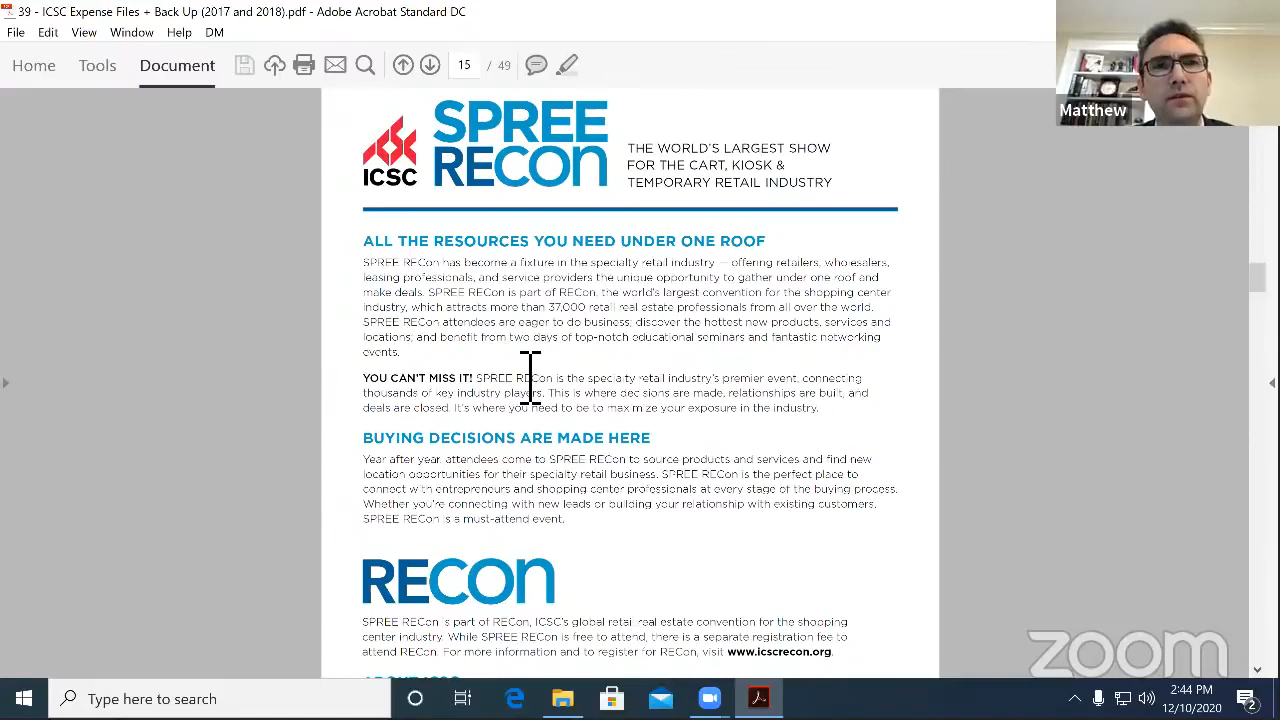 39 - ICSC Expense Files + Back Up (2017 and 2018).pdf - Adobe Acrobat Standard DC
File Edit View Window Help DM
Home Tools Document 15 / 49
Matthew
ICSC
SPREE
RECON
THE WORLD'S LARGEST SHOW
FOR THE CART, KIOSK &
TEMPORARY RETAIL INDUSTRY
ALL THE RESOURCES YOU NEED UNDER ONE ROOF
SPREE RECon has become a fixture in the specialty retail industry — offering retailers, wholesalers,
leasing professionals, and service providers the unique opportunity to gather under one roof and
make deals. SPREE RECon is part of RECon, the world's largest convention for the shopping center
industry, which attracts more than 37,000 retail real estate professionals from all over the world.
SPREE RECon attendees are eager to do business; discover the hottest new products, services and
locations; and benefit from two days of top-notch educational seminars and fantastic networking
events.
YOU CAN'T MISS IT! SPREE RECon is the specialty retail industry's premier event, connecting
thousands of key industry players. This is where decisions are made, relationships are built, and
deals are closed. It's where you need to be to maximize your exposure in the industry.
BUYING DECISIONS ARE MADE HERE
Year after year, attendees come to SPREE RECon to source products and services and find new
location opportunities for their specialty retail business. SPREE RECon is the perfect place to
connect with entrepreneurs and shopping center professionals at every stage of the buying process.
Whether you're connecting with new leads or building your relationship with existing customers,
SPREE RECon is a must-attend event.
RECON
SPREE RECon is part of RECon, ICSC's global retail real estate convention for the shopping
center industry. While SPREE RECon is free to attend, there is a separate registration fee to
attend RECon. For more information and to register for RECon, visit www.icscrecon.org.
zoom
Type here to search
2:44 PM
12/10/2020
2